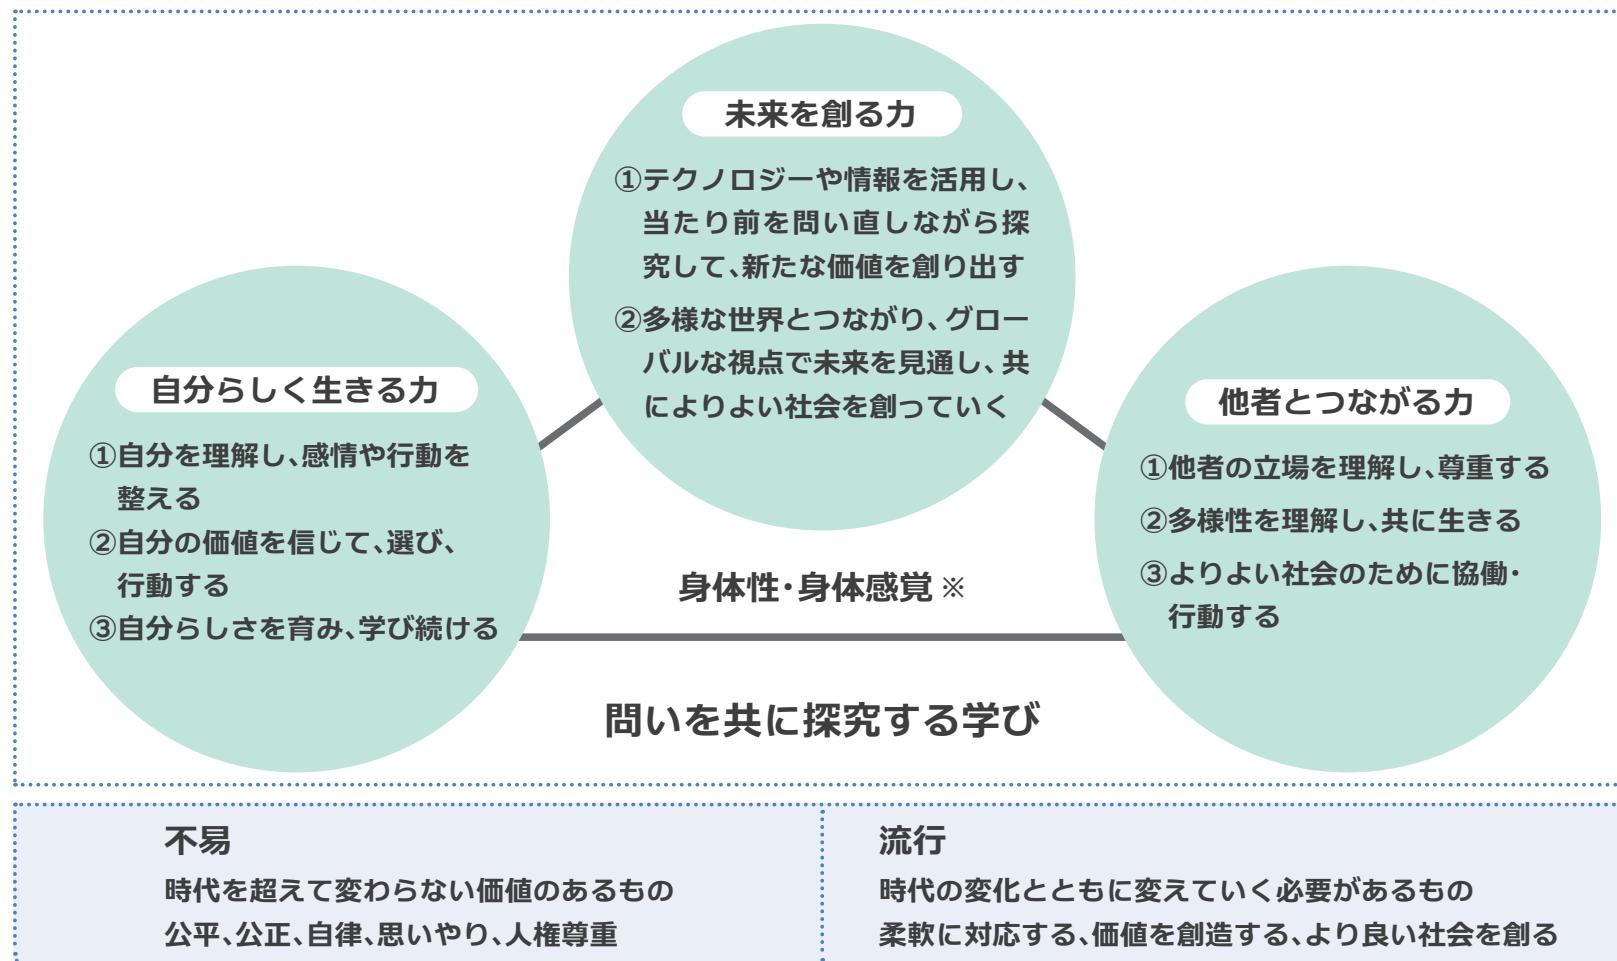 未来を創る力
①テクノロジーや情報を活用し、
当たり前を問い直しながら探
究して、新たな価値を創り出す
②多様な世界とつながり、グロー
バルな視点で未来を見通し、共
によりよい社会を創っていく
自分らしく生きる力
①自分を理解し、感情や行動を
整える
②自分の価値を信じて、選び、
行動する
③自分らしさを育み、学び続ける
他者とつながる力
①他者の立場を理解し、尊重する
②多様性を理解し、共に生きる
③よりよい社会のために協働・
行動する
身体性・身体感覚※
問いを共に探究する学び
不易
時代を超えて変わらない価値のあるもの
公平、公正、自律、思いやり、人権尊重
流行
時代の変化とともに変えていく必要があるもの
柔軟に対応する、価値を創造する、より良い社会を創る